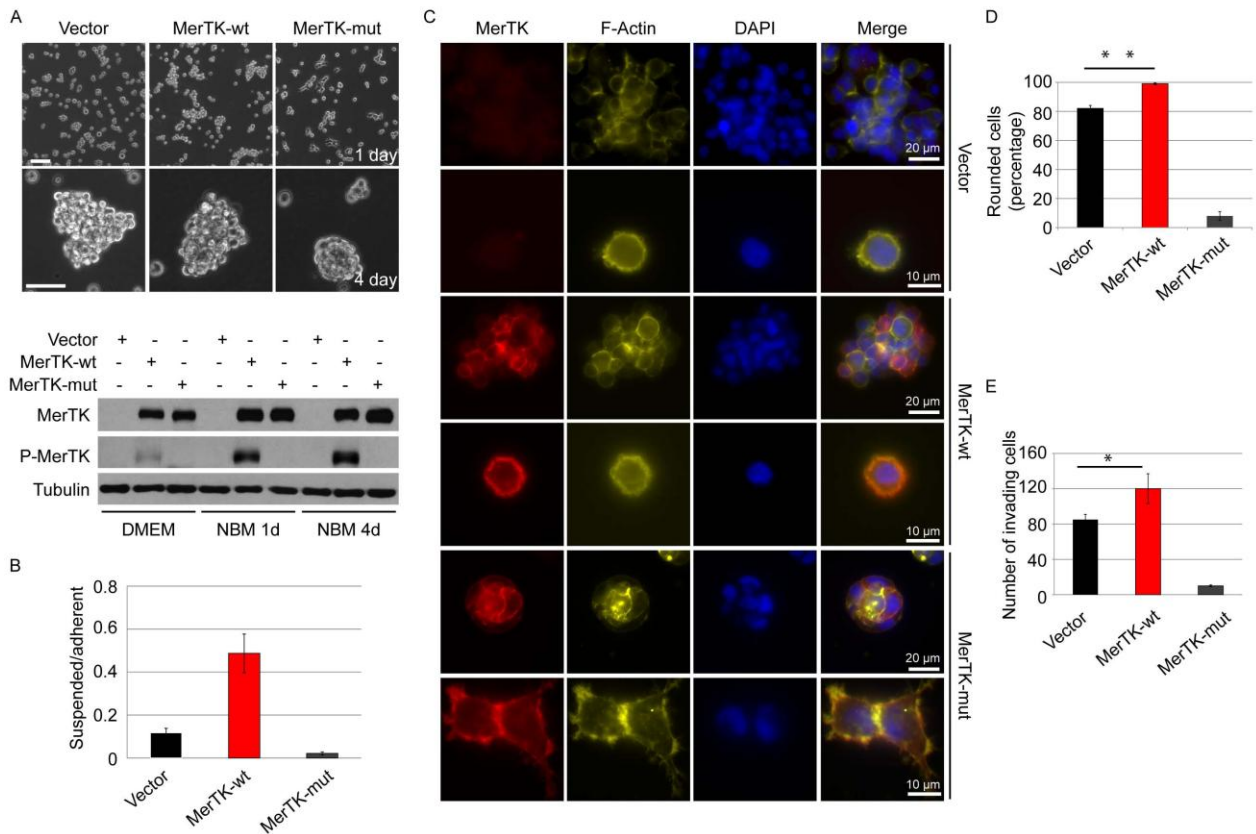 A
Vector MerTK-wt MerTK-mut
1 day
4 day
Vector + - - + - - + - -
MerTK-wt - + - - + - - + -
MerTK-mut - - + - - + - - +
MerTK
P-MerTK
Tubulin
DMEM NBM 1d NBM 4d
B
Suspended/adherent
0.8
0.6
0.4
0.2
0
Vector
MerTK-wt
MerTK-mut
C
MerTK F-Actin DAPI Merge
20 µm
10 µm
Vector
20 µm
10 µm
MerTK-wt
20 µm
10 µm
MerTK-mut
D
* *
Rounded cells
(percentage)
100
80
60
40
20
0
Vector
MerTK-wt
MerTK-mut
E
*
Number of invading cells
160
120
80
40
0
Vector
MerTK-wt
MerTK-mut